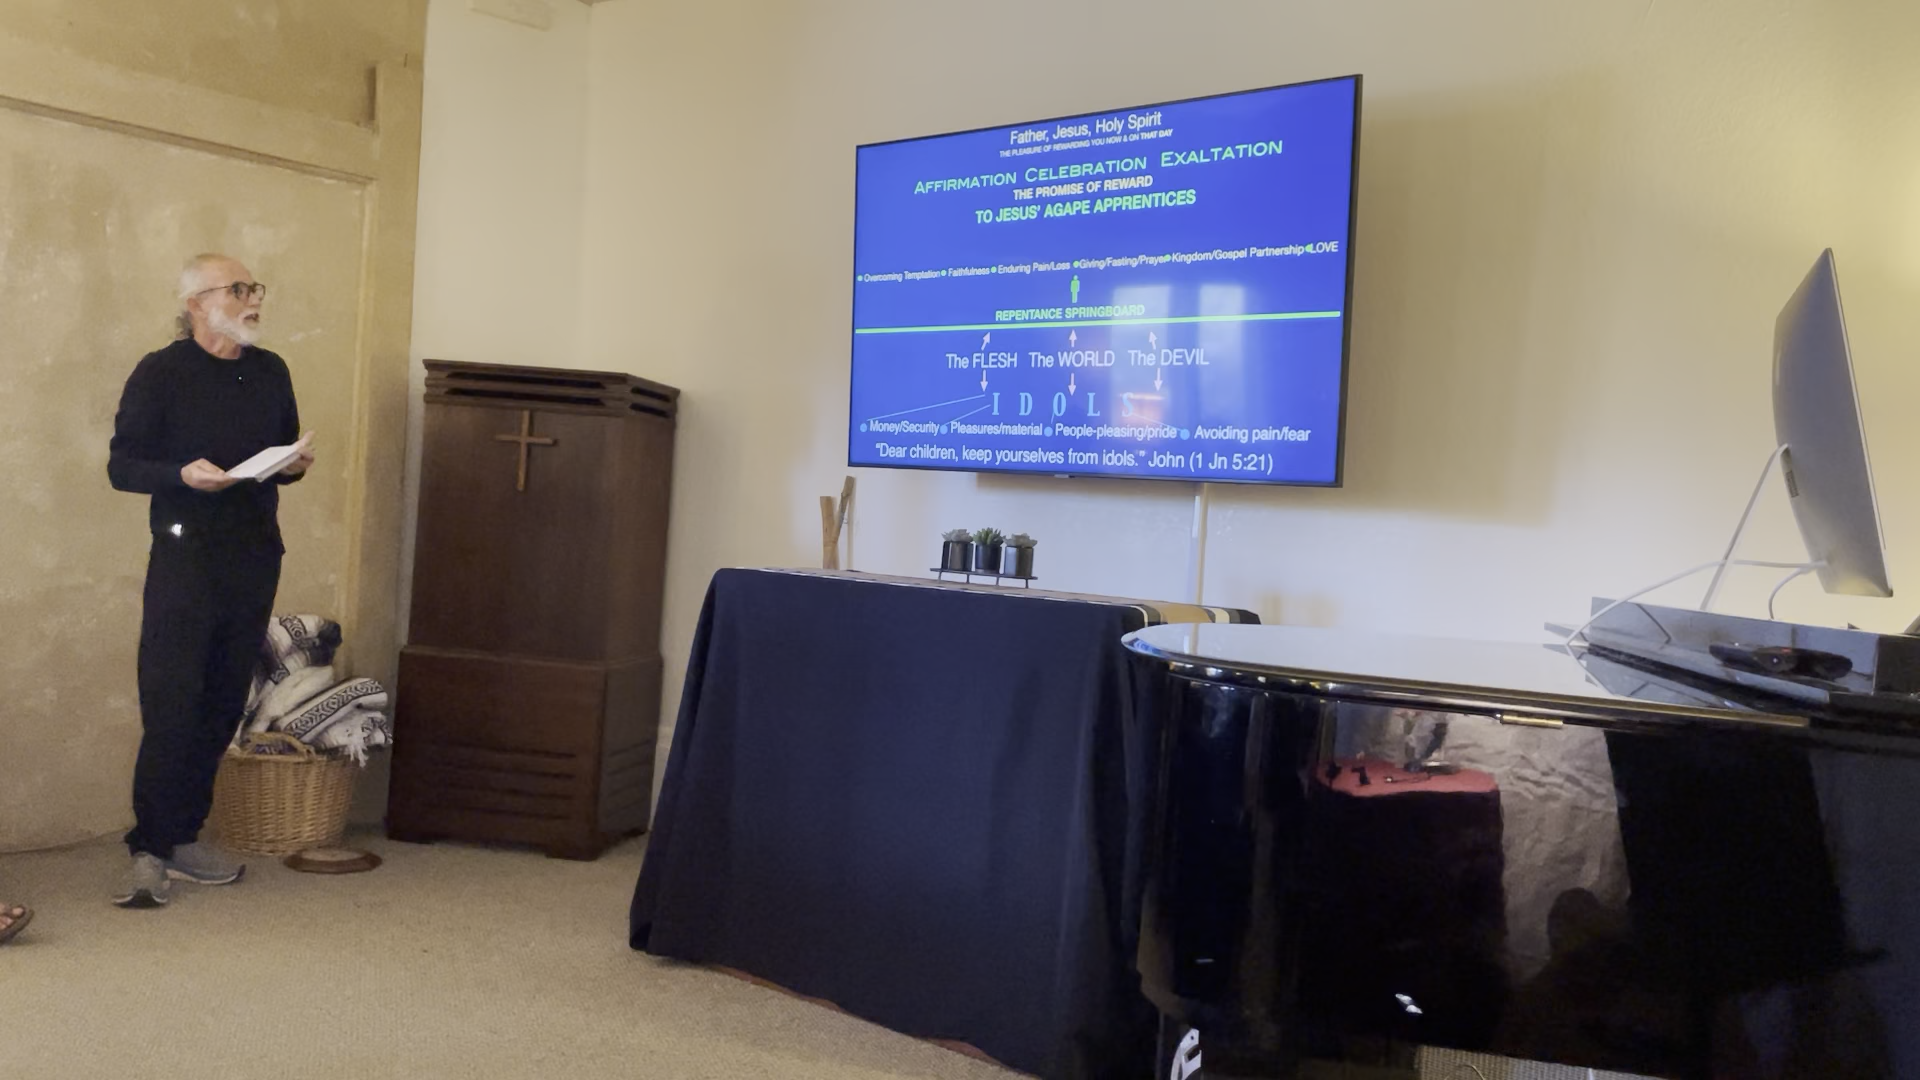 Father, Jesus, Holy Spirit
THE PLEASURE OF REWARDING YOU NOW & ON THAT DAY
AFFIRMATION CELEBRATION EXALTATION
THE PROMISE OF REWARD
TO JESUS' AGAPE APPRENTICES
• Overcoming Temptation • Faithfulness • Enduring Pain/Loss • Giving/Fasting/Prayer • Kingdom/Gospel Partnership • LOVE
REPENTANCE SPRINGBOARD
The FLESH The WORLD The DEVIL
IDOLS
• Money/Security • Pleasures/material • People-pleasing/pride • Avoiding pain/fear
"Dear children, keep yourselves from idols." John (1 Jn 5:21)